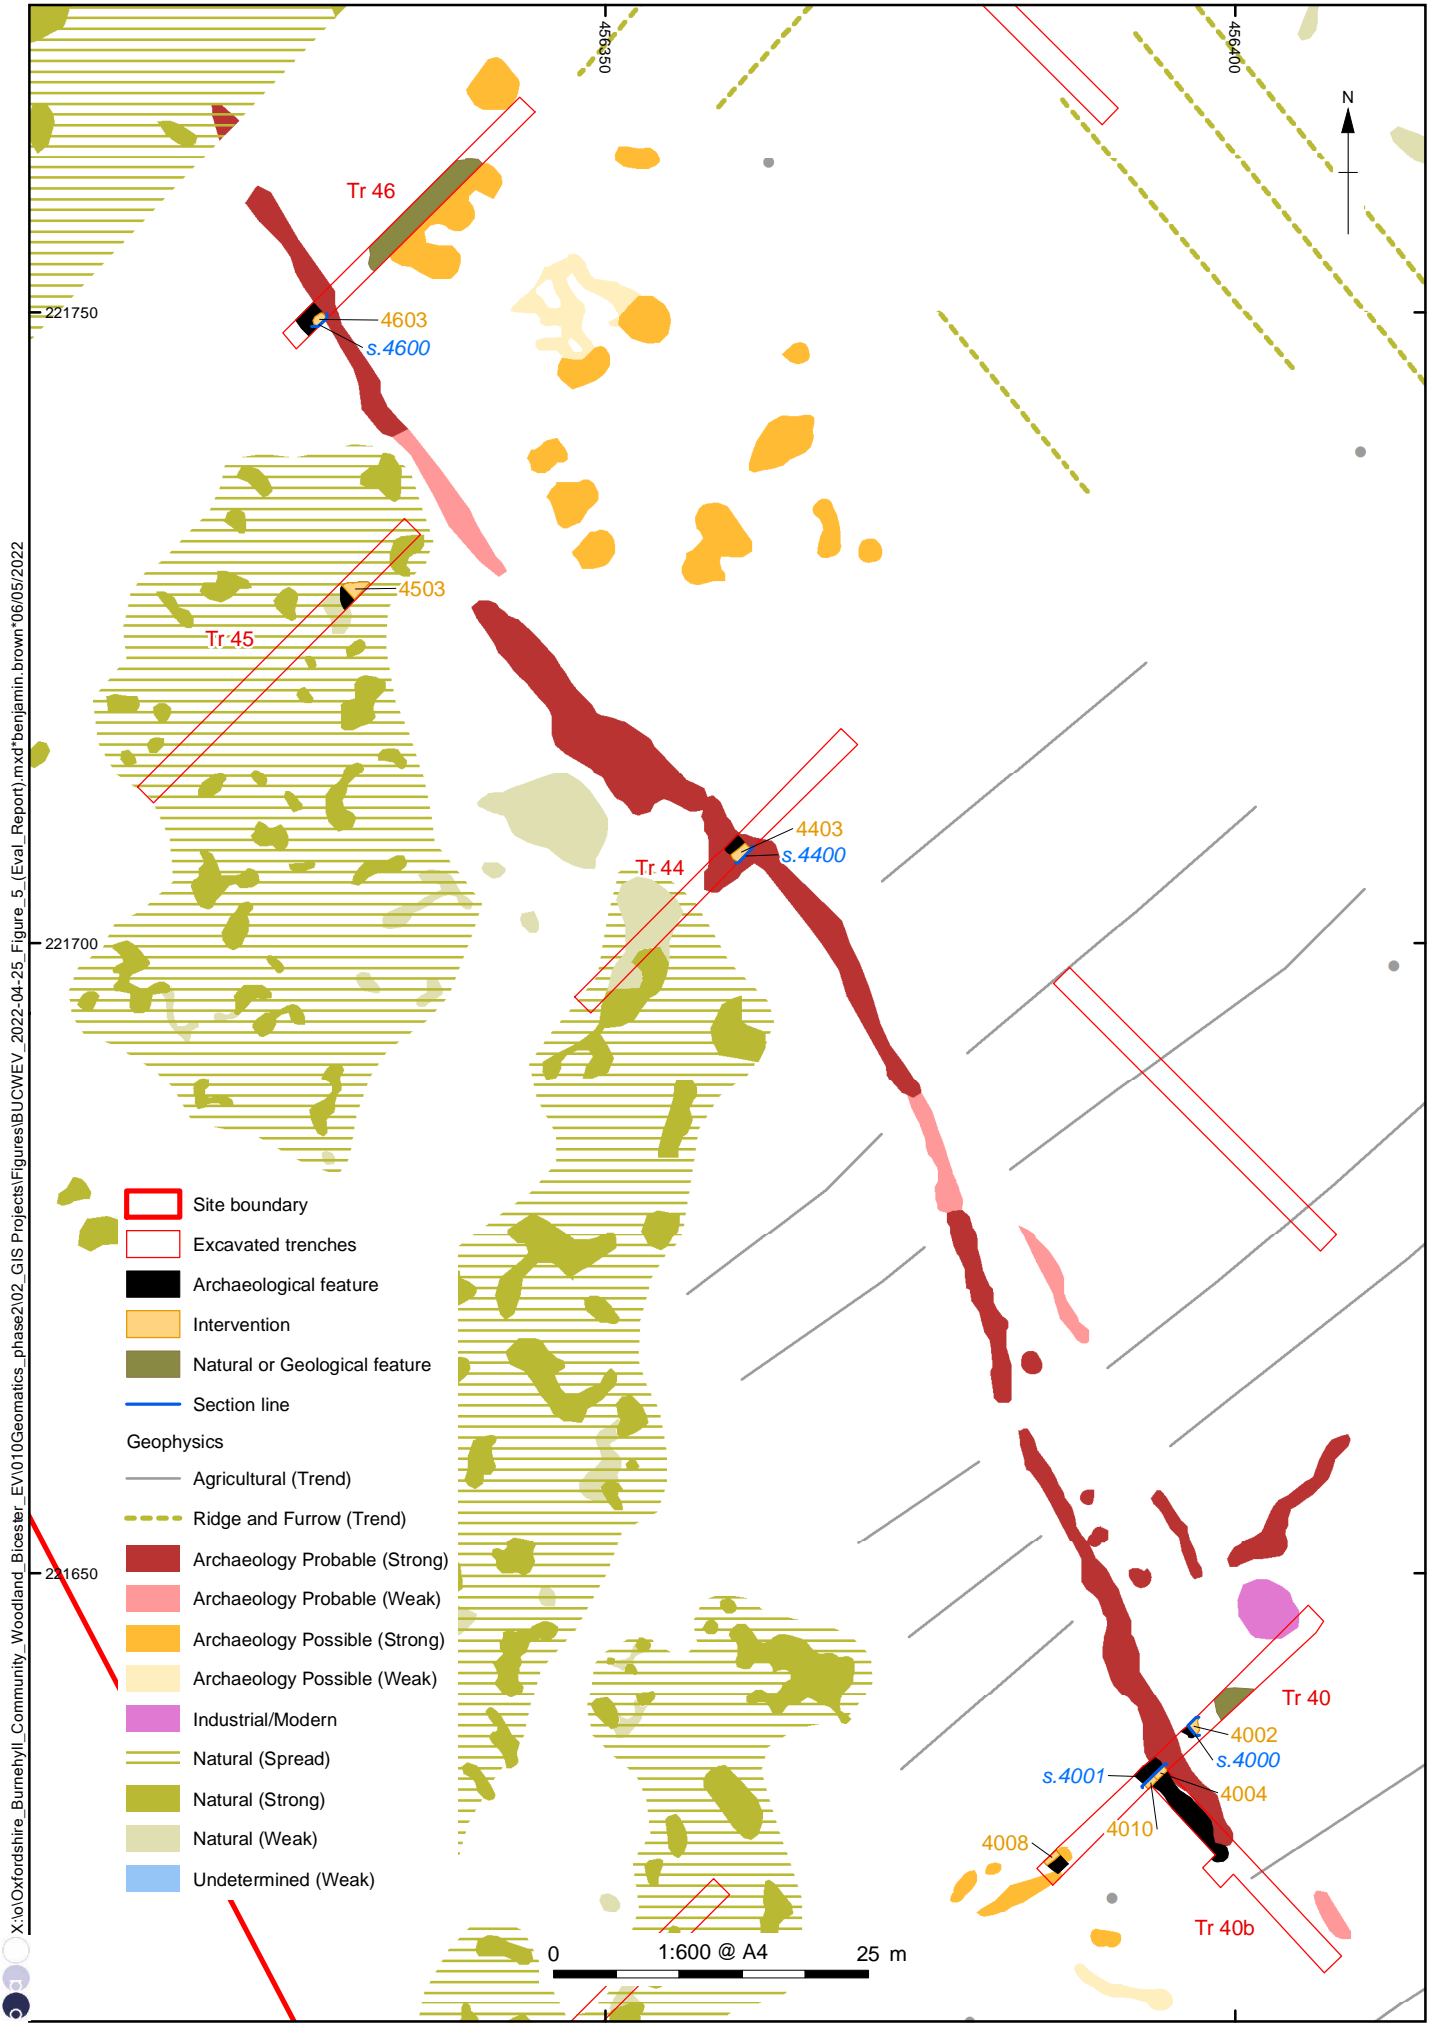 456350
456400
N
Tr 46
221750
4603
s.4600
4503
Tr 45
4403
s.4400
Tr 44
221700
Site boundary
Excavated trenches
Archaeological feature
Intervention
Natural or Geological feature
Section line
Geophysics
Agricultural (Trend)
Ridge and Furrow (Trend)
Archaeology Probable (Strong)
221650
Archaeology Probable (Weak)
Archaeology Possible (Strong)
Archaeology Possible (Weak)
Industrial/Modern
Natural (Spread)
Natural (Strong)
Natural (Weak)
Undetermined (Weak)
Tr 40
4002
s.4000
s.4001
4004
4010
4008
Tr 40b
0 1:600 @ A4 25 m
X:\o\Oxfordshire_Burnehyll_Community_Woodland_Bicester_EV\010Geomatics_phase2\02_GIS Projects\Figures\BUCWEV_2022-04-25_Figure_5_(Eval_Report).mxd*benjamin.brown*06/05/2022